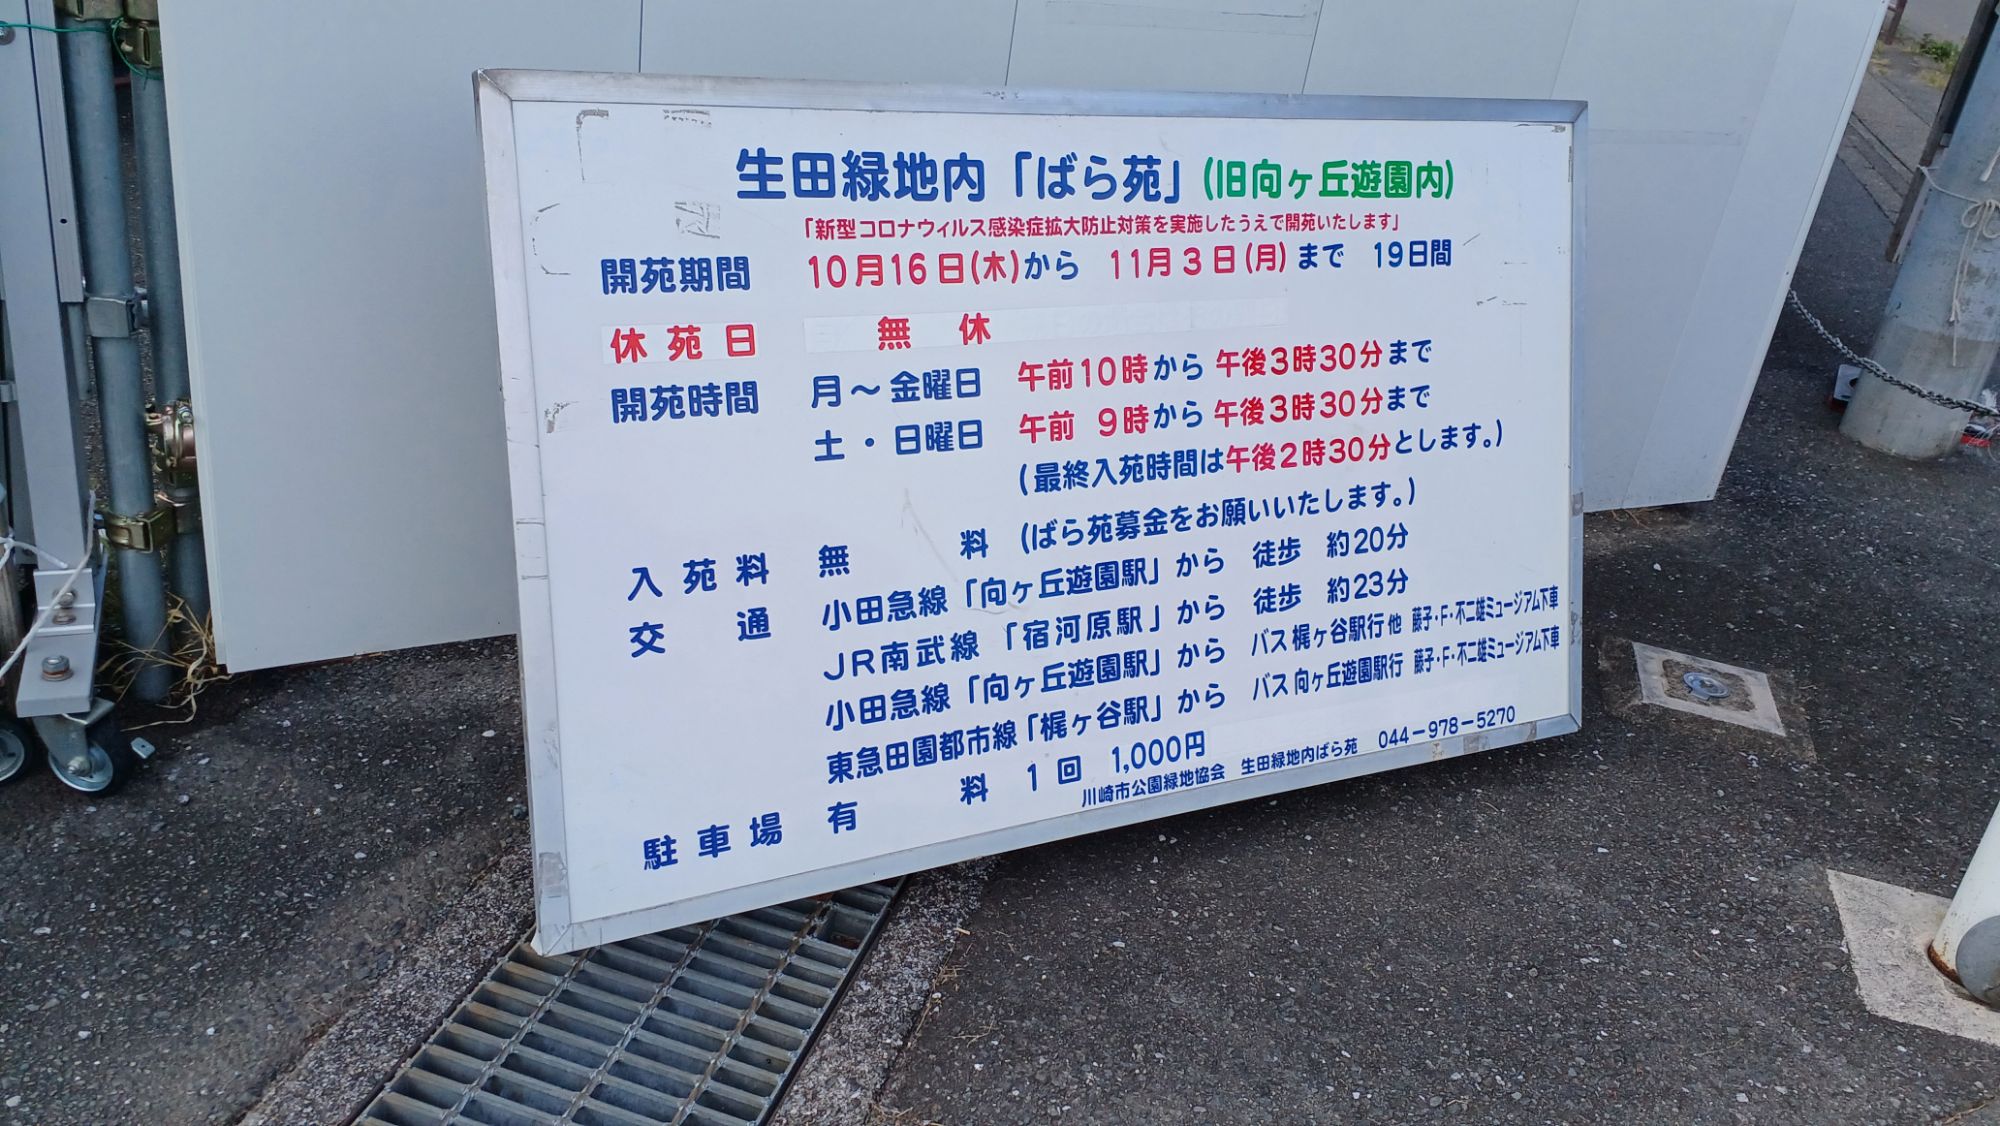 生田緑地内「ばら苑」(旧向ヶ丘遊園内)
「新型コロナウィルス感染症拡大防止対策を実施したうえで開苑いたします」
開苑期間 10月16日(木)から 11月3日(月)まで 19日間
休苑日 無休
開苑時間 月～金曜日 午前10時から午後3時30分まで
土・日曜日 午前9時から午後3時30分まで
(最終入苑時間は午後2時30分とします。)
入苑料 無料 (ばら苑募金をお願いいたします。)
交通 小田急線「向ヶ丘遊園駅」から 徒歩 約20分
JR南武線「宿河原駅」から 徒歩 約23分
小田急線「向ヶ丘遊園駅」から バス梶ヶ谷駅行他 藤子・F・不二雄ミュージアム下車
東急田園都市線「梶ヶ谷駅」から バス向ヶ丘遊園駅行 藤子・F・不二雄ミュージアム下車
駐車場 有料 1回 1,000円
川崎市公園緑地協会 生田緑地内ばら苑 044-978-5270